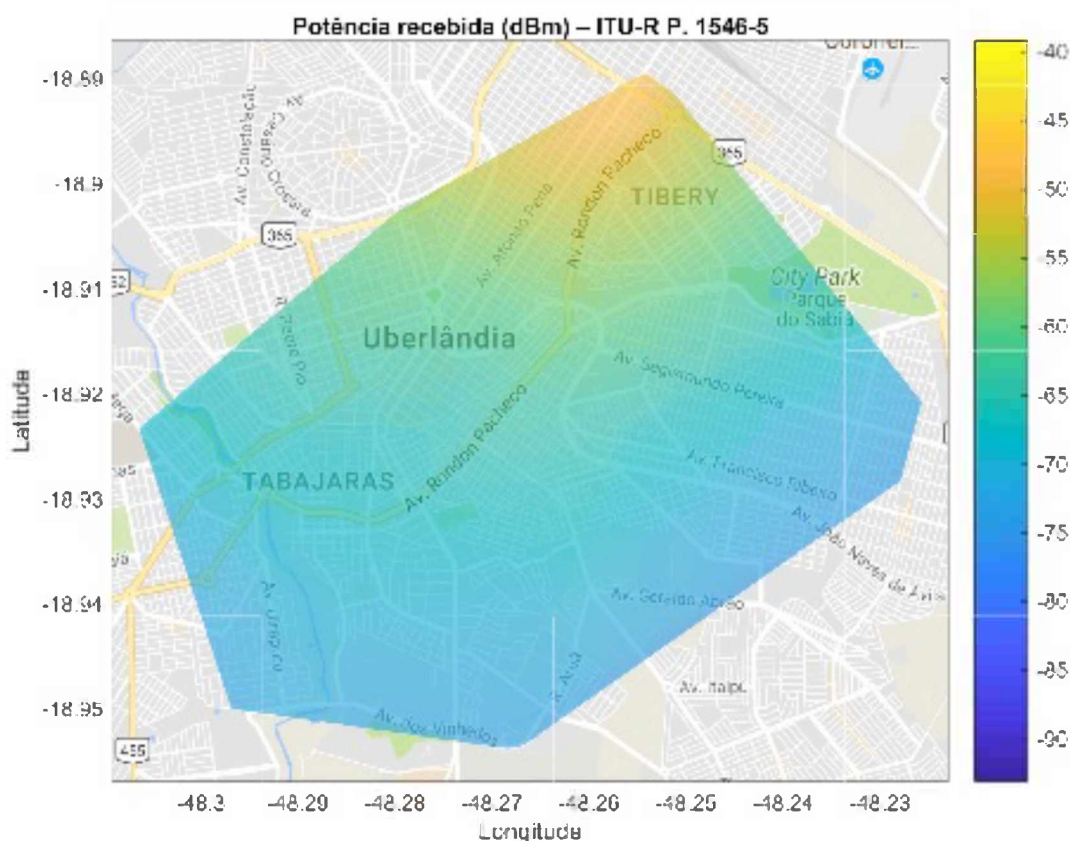 Potência recebida (dBm) – ITU-R P. 1546-5
-18.89
-18.9
-18.91
-18.92
-18.93
-18.94
-18.95
Latitude
-48.3
-48.29
-48.28
-48.27
-48.26
-48.25
-48.24
-48.23
Longitude
-40
-45
-50
-55
-60
-65
-70
-75
-80
-85
-90
Av. Constelação
Av. Cesário Crosara
365
365
Av. Rondon Pacheco
TIBERY
Av. Afonso Pena
City Park
Parque
do Sabiá
Uberlândia
Av. Segismundo Pereira
Av. Rondon Pacheco
TABAJARAS
Av. Francisco Ribeiro
Av. João Naves de Ávila
Av. Geraldo Abrão
Av. Itaipu
Av. dos Vinhedos
455